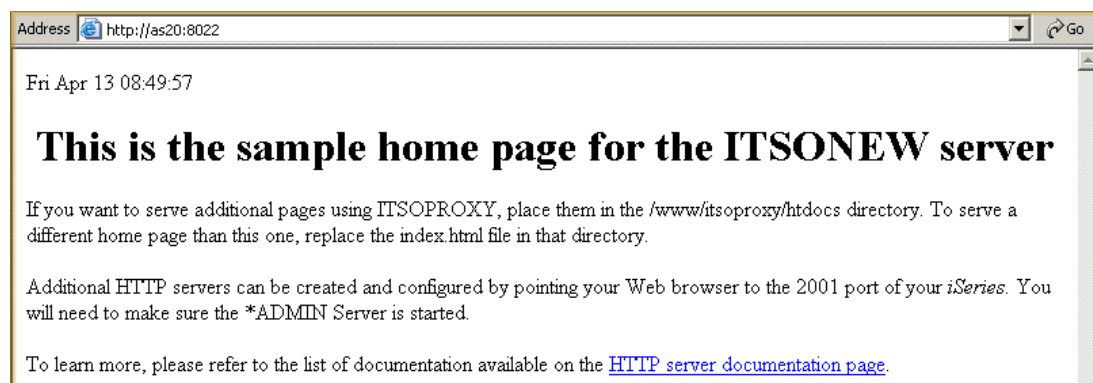 Address http://as20:8022 Go
Fri Apr 13 08:49:57
This is the sample home page for the ITSONEW server
If you want to serve additional pages using ITSOPROXY, place them in the /www/itsoproxy/htdocs directory. To serve a
different home page than this one, replace the index.html file in that directory.
Additional HTTP servers can be created and configured by pointing your Web browser to the 2001 port of your iSeries. You
will need to make sure the *ADMIN Server is started.
To learn more, please refer to the list of documentation available on the HTTP server documentation page.